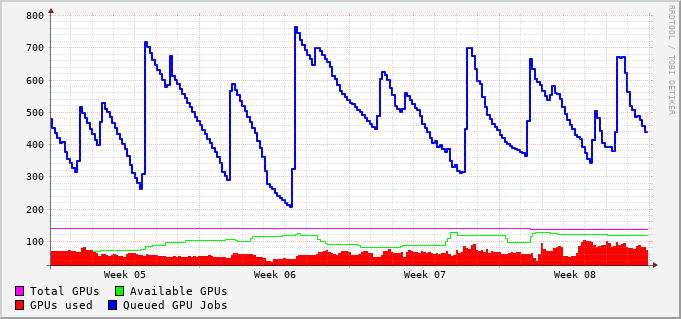 800
700
600
500
400
300
200
100
Week 05 Week 06 Week 07 Week 08
Total GPUs Available GPUs
GPUs used Queued GPU Jobs
RRDTOOL / TOBI OETIKER